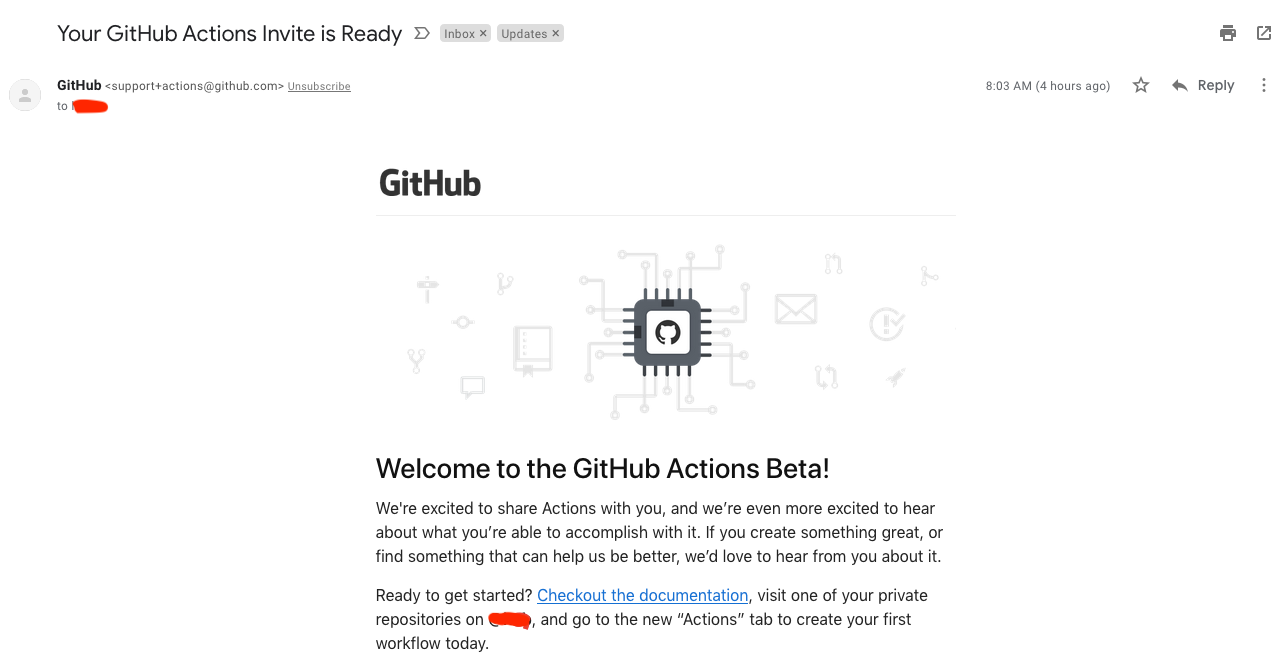 Your GitHub Actions Invite is Ready Inbox × Updates ×
GitHub <support+actions@github.com> Unsubscribe 8:03 AM (4 hours ago) Reply
to
GitHub
Welcome to the GitHub Actions Beta!
We're excited to share Actions with you, and we’re even more excited to hear
about what you’re able to accomplish with it. If you create something great, or
find something that can help us be better, we’d love to hear from you about it.
Ready to get started? Checkout the documentation, visit one of your private
repositories on , and go to the new “Actions” tab to create your first
workflow today.